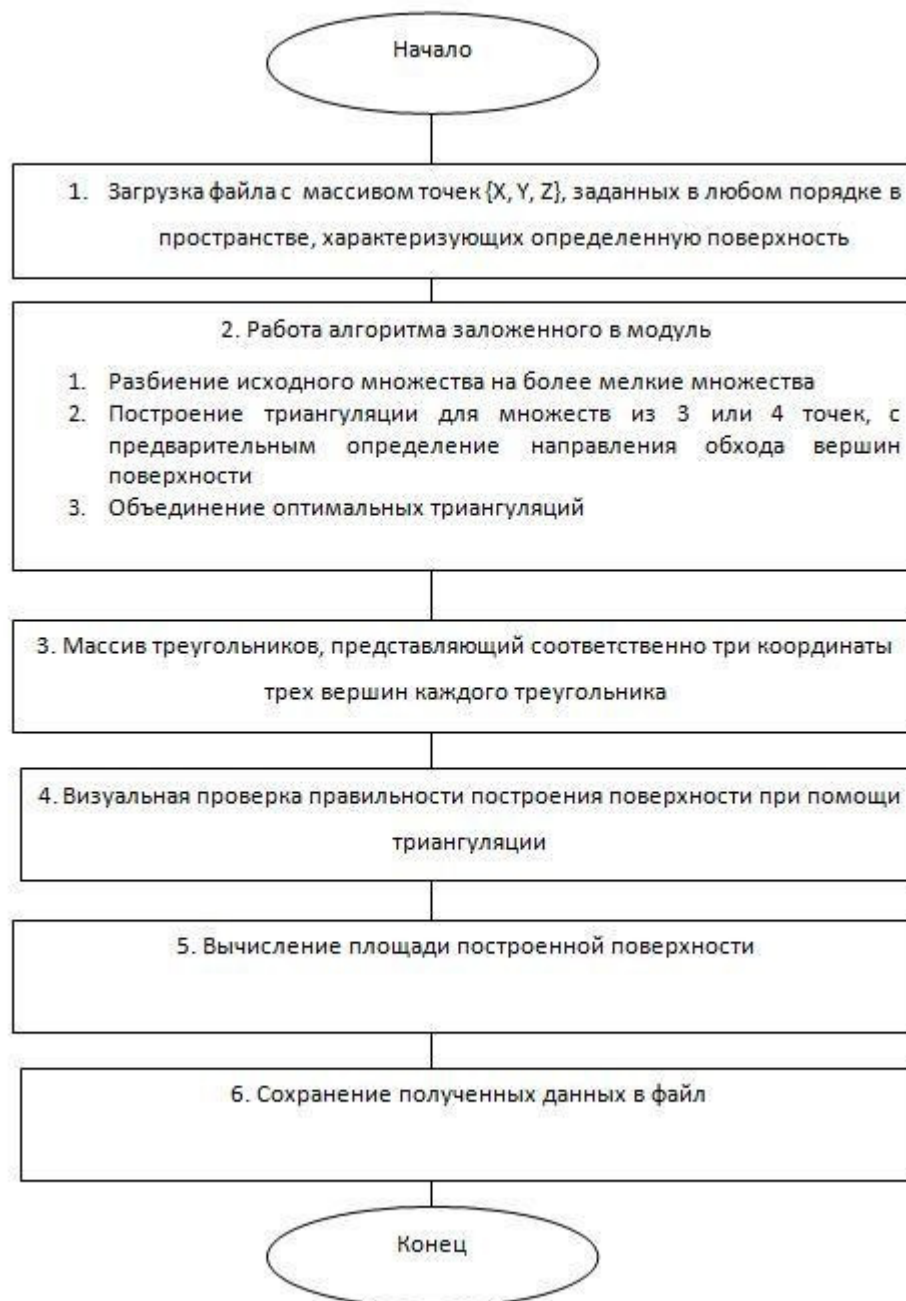 Начало
1. Загрузка файла с массивом точек {X, Y, Z}, заданных в любом порядке в
пространстве, характеризующих определенную поверхность
2. Работа алгоритма заложенного в модуль
1. Разбиение исходного множества на более мелкие множества
2. Построение триангуляции для множеств из 3 или 4 точек, с
предварительным определение направления обхода вершин
поверхности
3. Объединение оптимальных триангуляций
3. Массив треугольников, представляющий соответственно три координаты
трех вершин каждого треугольника
4. Визуальная проверка правильности построения поверхности при помощи
триангуляции
5. Вычисление площади построенной поверхности
6. Сохранение полученных данных в файл
Конец